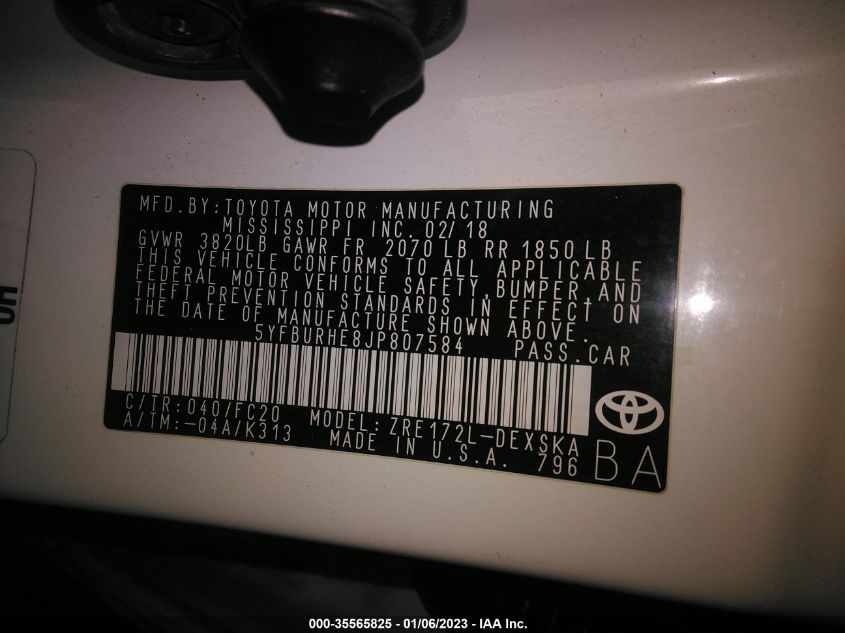 MFD.BY:TOYOTA MOTOR MANUFACTURING
MISSISSIPPI INC. 02/18
GVWR 3820LB GAWR FR 2070 LB RR 1850 LB
THIS VEHICLE CONFORMS TO ALL APPLICABLE
FEDERAL MOTOR VEHICLE SAFETY,BUMPER,AND
THEFT PREVENTION STANDARDS IN EFFECT ON
THE DATE OF MANUFACTURE SHOWN ABOVE.
5YFBURHE8JP807584 PASS.CAR
C/TR:040/FC20 MODEL:ZRE172L-DEXSKA
A/TM:-04A/K313 MADE IN U.S.A. 796 BA
000-35565825 - 01/06/2023 - IAA Inc.